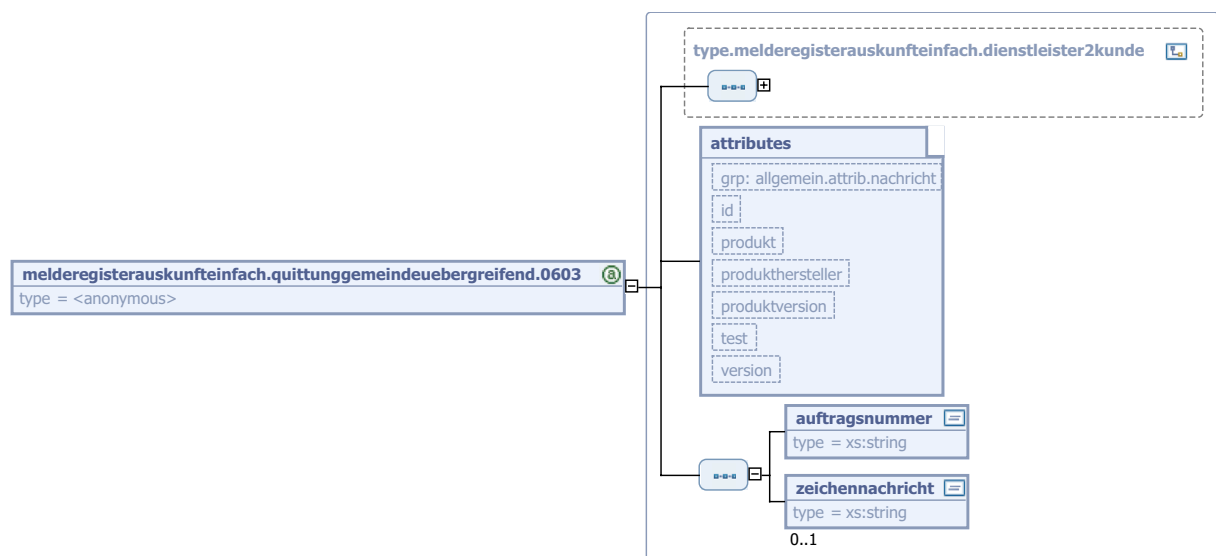 type.melderegisterauskunfteinfach.dienstleister2kunde
attributes
grp: allgemein.attrib.nachricht
id
produkt
produkthersteller
produktversion
test
version
melderegisterauskunfteinfach.quittunggemeindeuebergreifend.0603
type = <anonymous>
auftragsnummer
type = xs:string
zeichennachricht
type = xs:string
0..1